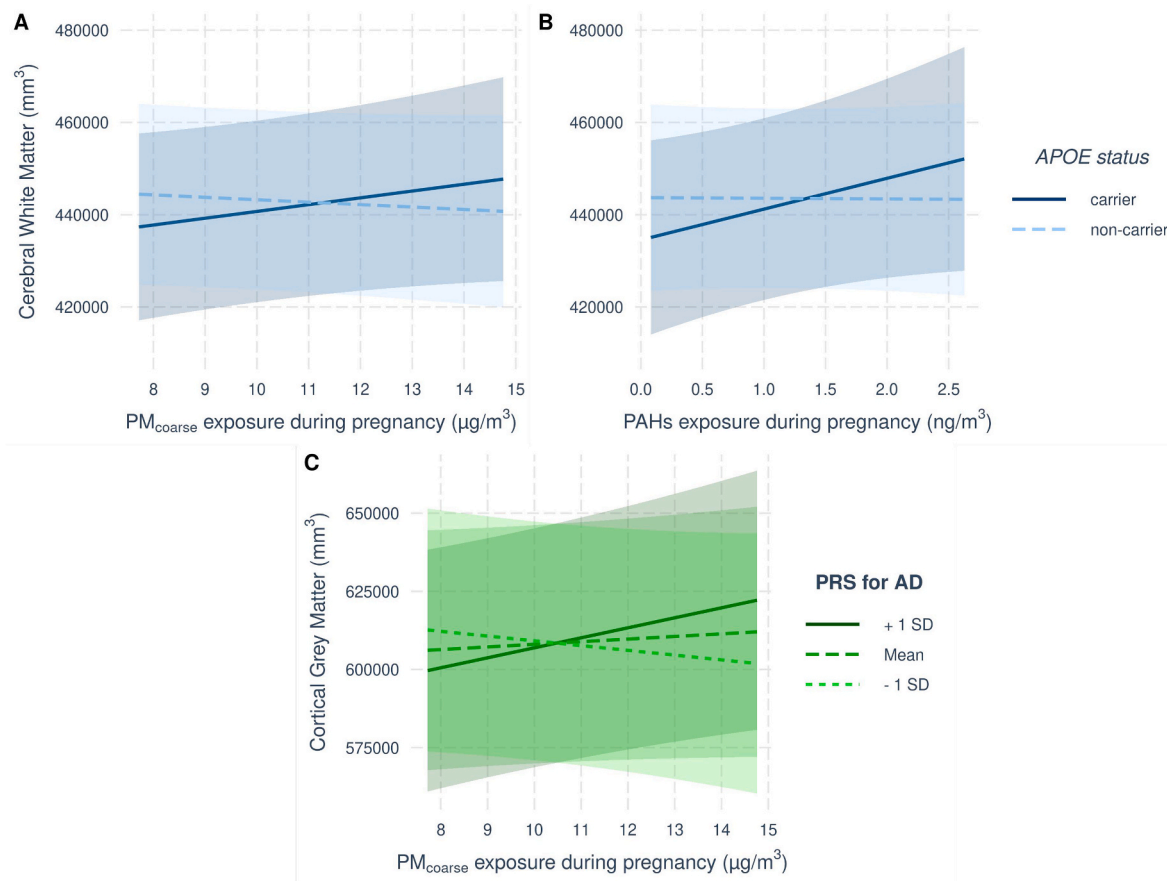 A
480000
460000
440000
420000
Cerebral White Matter (mm³)
8 9 10 11 12 13 14 15
PMcoarse exposure during pregnancy (μg/m³)
B
480000
460000
440000
420000
0.0 0.5 1.0 1.5 2.0 2.5
PAHs exposure during pregnancy (ng/m³)
APOE status
carrier
non-carrier
C
650000
625000
600000
575000
Cortical Grey Matter (mm³)
8 9 10 11 12 13 14 15
PMcoarse exposure during pregnancy (μg/m³)
PRS for AD
+ 1 SD
Mean
- 1 SD